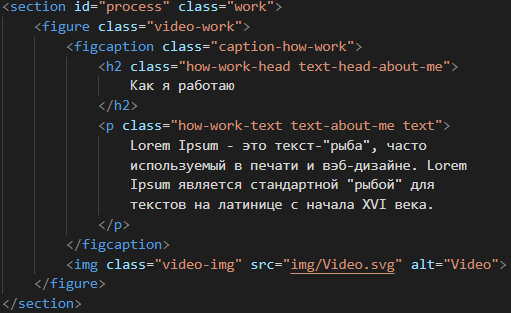 <section id="process" class="work">
<figure class="video-work">
<figcaption class="caption-how-work">
<h2 class="how-work-head text-head-about-me">
Как я работаю
</h2>
<p class="how-work-text text-about-me text">
Lorem Ipsum - это текст-"рыба", часто
используемый в печати и вэб-дизайне. Lorem
Ipsum является стандартной "рыбой" для
текстов на латинице с начала XVI века.
</p>
</figcaption>
<img class="video-img" src="img/Video.svg" alt="Video">
</figure>
</section>